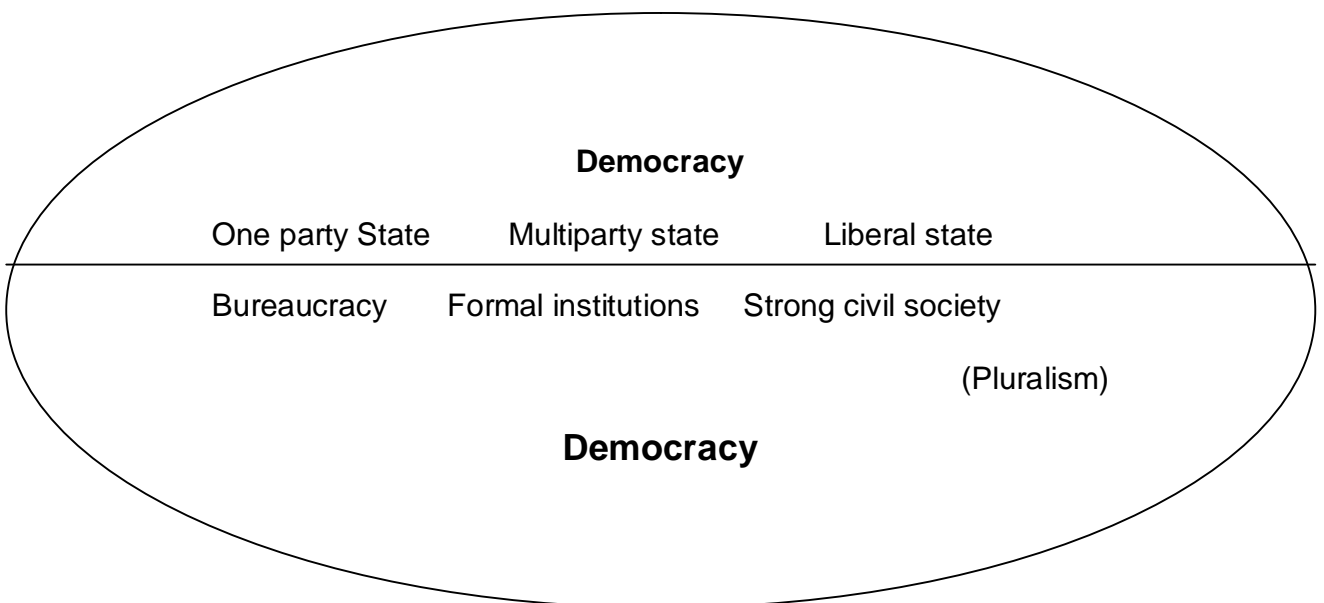 Democracy
One party State Multiparty state Liberal state
Bureaucracy Formal institutions Strong civil society
(Pluralism)
Democracy